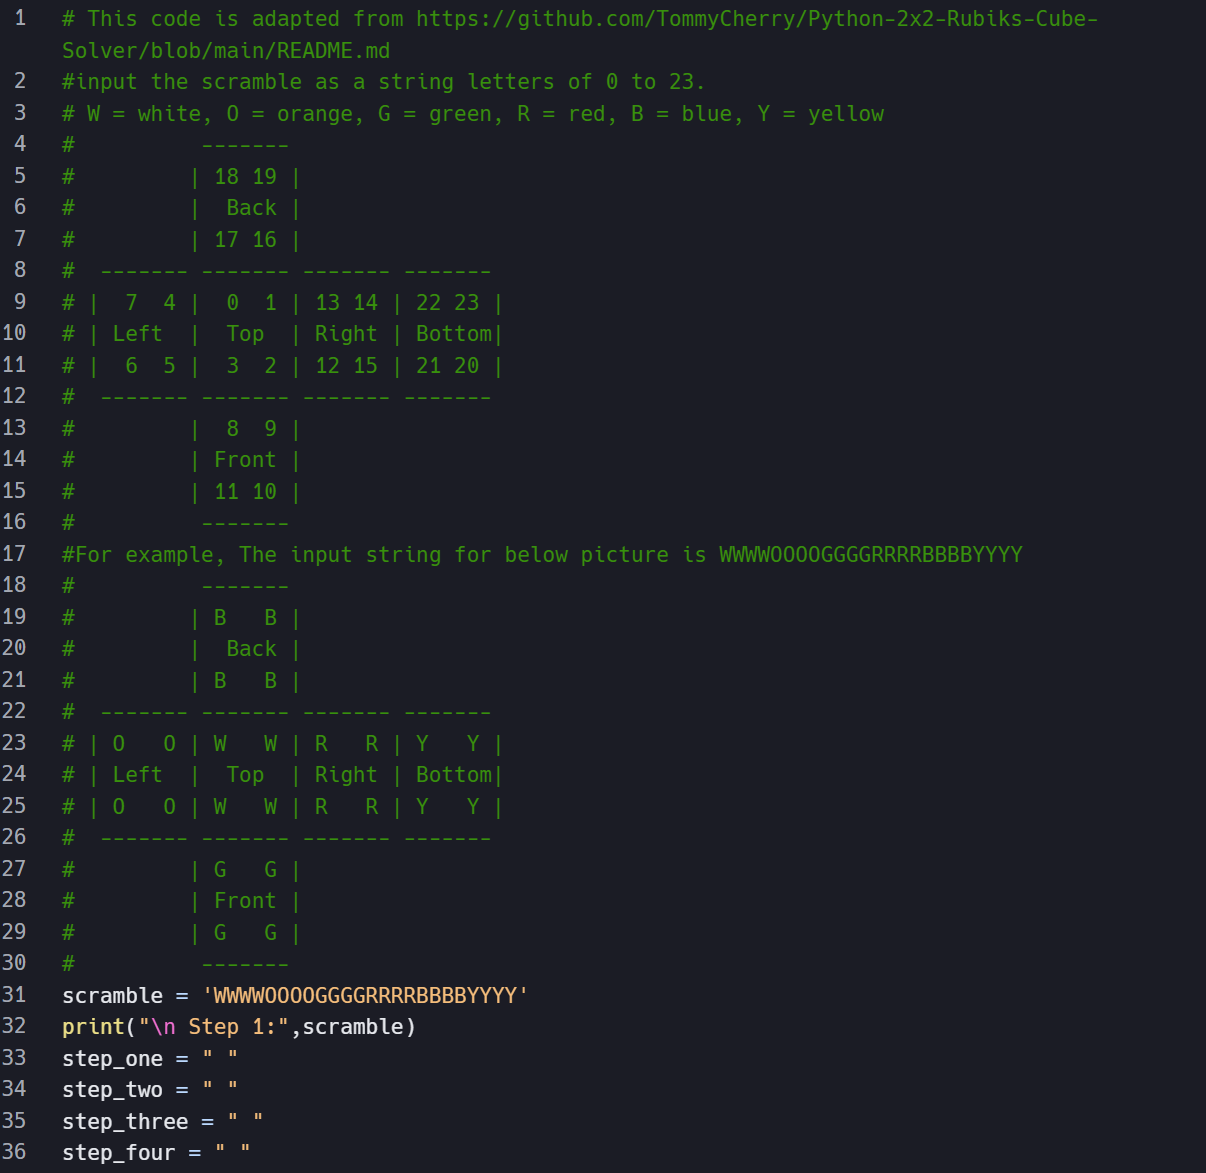 1 # This code is adapted from https://github.com/TommyCherry/Python-2x2-Rubiks-Cube-
Solver/blob/main/README.md
2 #input the scramble as a string letters of 0 to 23.
3 # W = white, O = orange, G = green, R = red, B = blue, Y = yellow
4 #          -------
5 #         | 18 19 |
6 #         |  Back |
7 #         | 17 16 |
8 #  ------- ------- ------- -------
9 # |  7  4 |  0  1 | 13 14 | 22 23 |
10 # | Left  |  Top  | Right | Bottom|
11 # |  6  5 |  3  2 | 12 15 | 21 20 |
12 #  ------- ------- ------- -------
13 #         |  8  9 |
14 #         | Front |
15 #         | 11 10 |
16 #          -------
17 #For example, The input string for below picture is WWWWOOOOGGGGRRRRBBBBYYYY
18 #          -------
19 #         | B   B |
20 #         |  Back |
21 #         | B   B |
22 #  ------- ------- ------- -------
23 # | O   O | W   W | R   R | Y   Y |
24 # | Left  |  Top  | Right | Bottom|
25 # | O   O | W   W | R   R | Y   Y |
26 #  ------- ------- ------- -------
27 #         | G   G |
28 #         | Front |
29 #         | G   G |
30 #          -------
31 scramble = 'WWWWOOOOGGGGRRRRBBBBYYYY'
32 print("\n Step 1:",scramble)
33 step_one = " "
34 step_two = " "
35 step_three = " "
36 step_four = " "